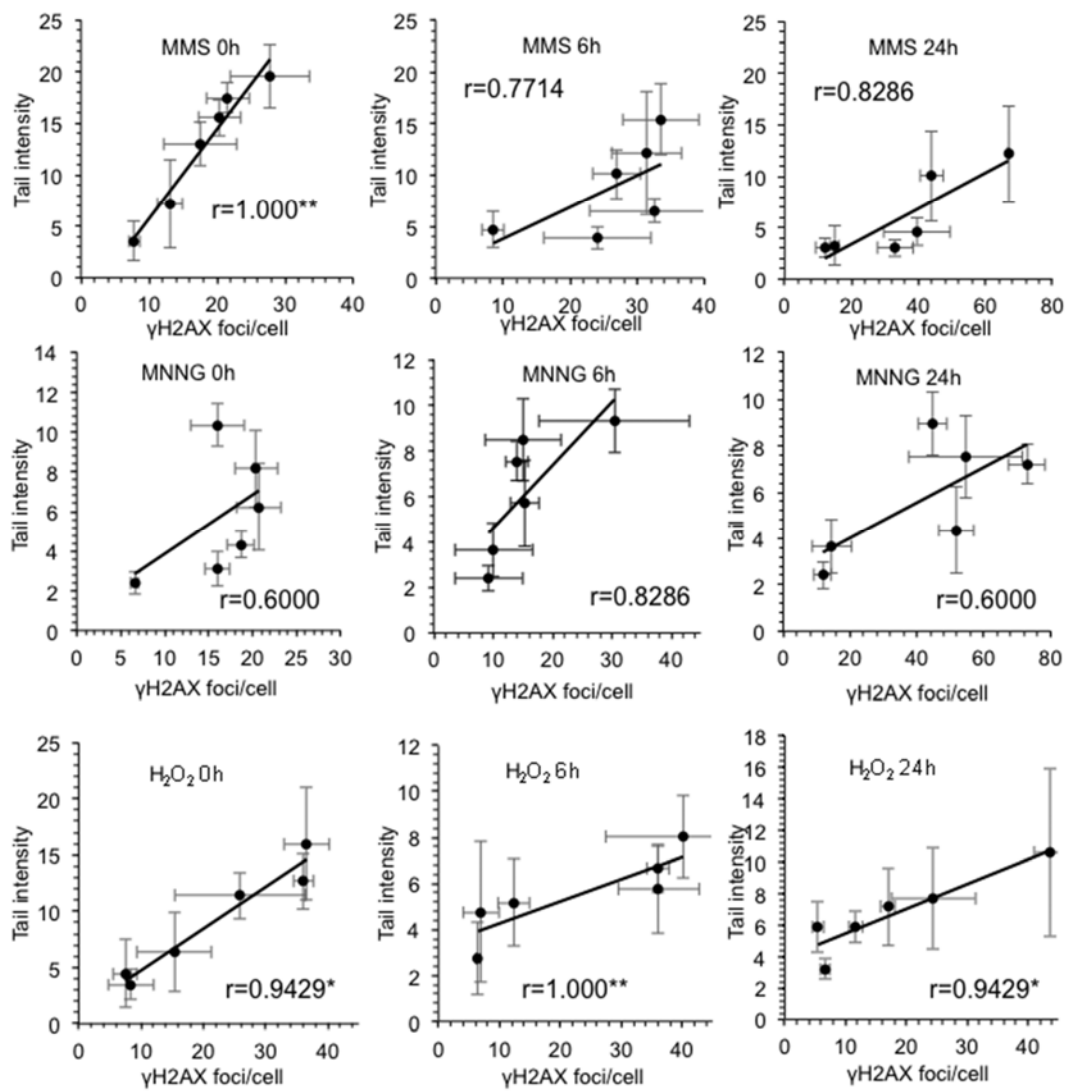 MMS 0h
r=1.000**
Tail intensity
25
20
15
10
5
0
0 10 20 30 40
γH2AX foci/cell
MMS 6h
r=0.7714
Tail intensity
25
20
15
10
5
0
0 10 20 30 40
γH2AX foci/cell
MMS 24h
r=0.8286
Tail intensity
25
20
15
10
5
0
0 20 40 60 80
γH2AX foci/cell
MNNG 0h
r=0.6000
Tail intensity
14
12
10
8
6
4
2
0
0 5 10 15 20 25 30
γH2AX foci/cell
MNNG 6h
r=0.8286
Tail intensity
12
10
8
6
4
2
0
0 10 20 30 40
γH2AX foci/cell
MNNG 24h
r=0.6000
Tail intensity
12
10
8
6
4
2
0
0 20 40 60 80
γH2AX foci/cell
H₂O₂ 0h
r=0.9429*
Tail intensity
25
20
15
10
5
0
0 10 20 30 40
γH2AX foci/cell
H₂O₂ 6h
r=1.000**
Tail intensity
12
10
8
6
4
2
0
0 10 20 30 40
γH2AX foci/cell
H₂O₂ 24h
r=0.9429*
Tail intensity
18
16
14
12
10
8
6
4
2
0
0 10 20 30 40
γH2AX foci/cell